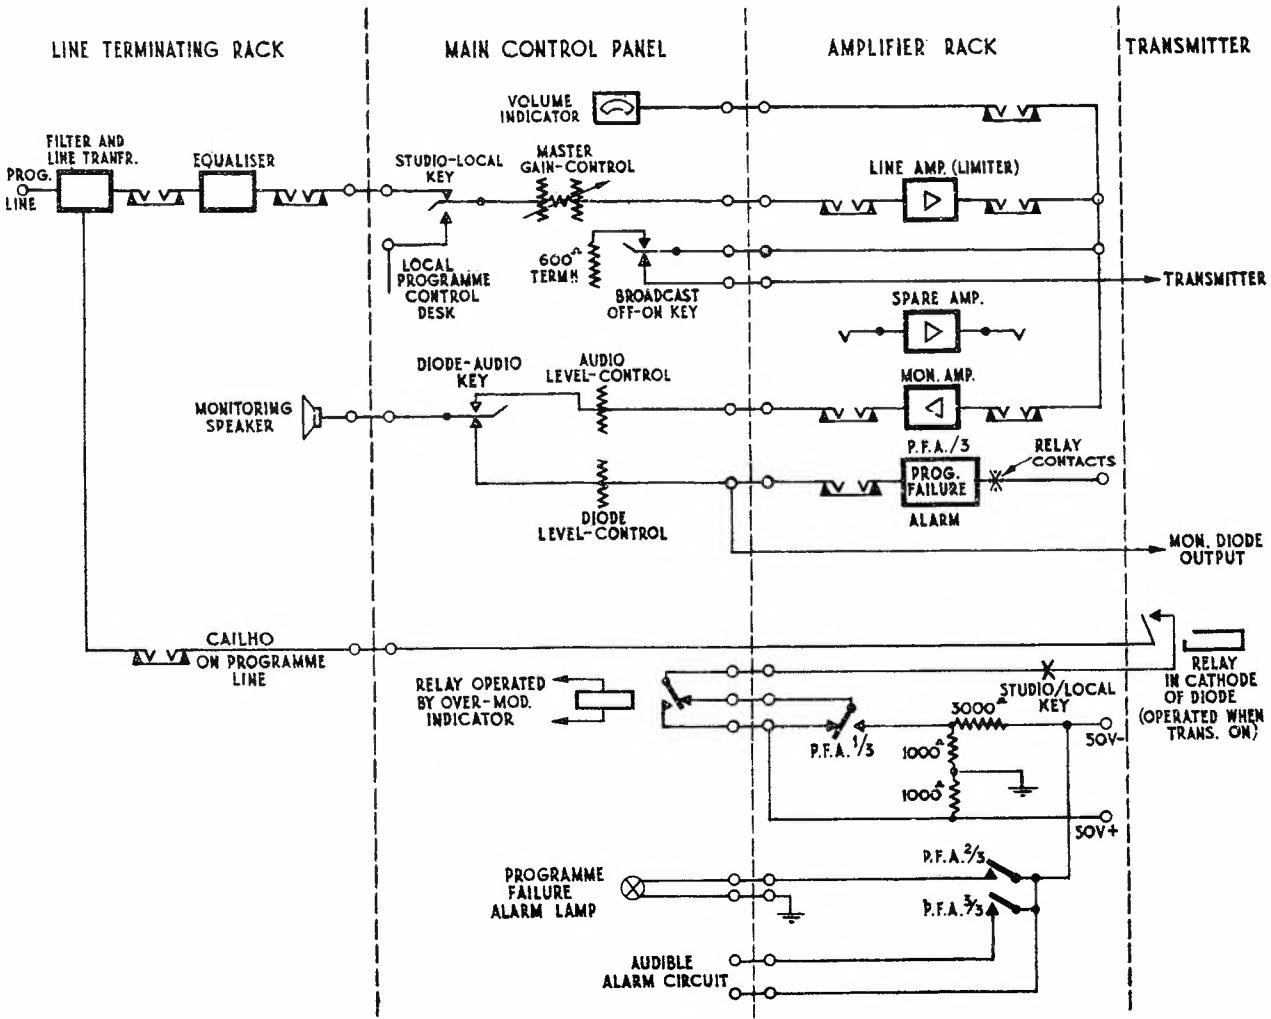 LINE TERMINATING RACK
MAIN CONTROL PANEL
AMPLIFIER RACK
TRANSMITTER
VOLUME
INDICATOR
FILTER AND
LINE TRANFR.
EQUALISER
PROG.
LINE
STUDIO-LOCAL
KEY
MASTER
GAIN-CONTROL
LINE AMP. (LIMITER)
LOCAL
PROGRAMME
CONTROL
DESK
600Ω
TERMN
BROADCAST
OFF-ON KEY
TRANSMITTER
SPARE AMP.
DIODE-AUDIO
KEY
AUDIO
LEVEL-CONTROL
MON. AMP.
MONITORING
SPEAKER
P.F.A./3
PROG.
FAILURE
ALARM
RELAY
CONTACTS
DIODE
LEVEL-CONTROL
MON. DIODE
OUTPUT
CAILHO
ON PROGRAMME
LINE
RELAY OPERATED
BY OVER-MOD.
INDICATOR
STUDIO/LOCAL
KEY
RELAY
IN CATHODE
OF DIODE
(OPERATED WHEN
TRANS. ON)
P.F.A. 1/3
3000Ω
1000Ω
1000Ω
50V-
50V+
PROGRAMME
FAILURE
ALARM LAMP
P.F.A. 2/3
P.F.A. 3/3
AUDIBLE
ALARM CIRCUIT